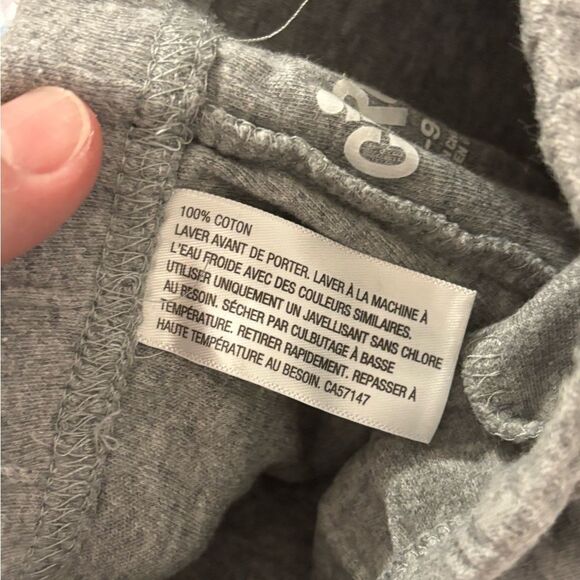 100% COTON
LAVER AVANT DE PORTER. LAVER À LA MACHINE À
L'EAU FROIDE AVEC DES COULEURS SIMILAIRES.
UTILISER UNIQUEMENT UN JAVELLISANT SANS CHLORE
AU BESOIN. SÉCHER PAR CULBUTAGE À BASSE
TEMPÉRATURE. RETIRER RAPIDEMENT. REPASSER À
HAUTE TEMPÉRATURE AU BESOIN. CA57147